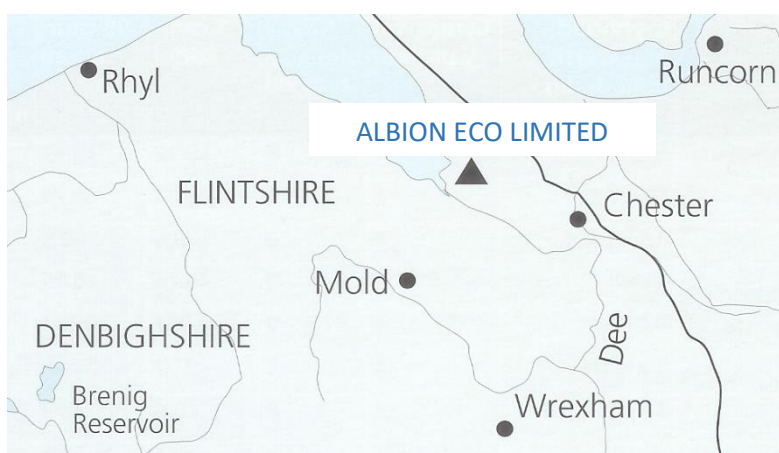 Runcorn
Rhyl
ALBION ECO LIMITED
FLINTSHIRE
Chester
Mold
DENBIGHSHIRE
Dee
Brenig
Reservoir
Wrexham